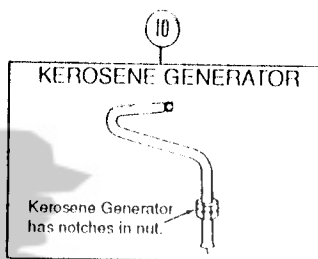 10
KEROSENE GENERATOR
Kerosene Generator
has notches in nut.